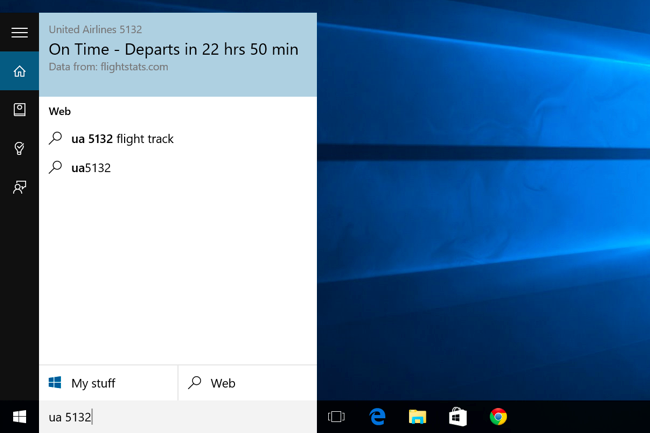 United Airlines 5132
On Time - Departs in 22 hrs 50 min
Data from: flightstats.com
Web
ua 5132 flight track
ua5132
My stuff
Web
ua 5132